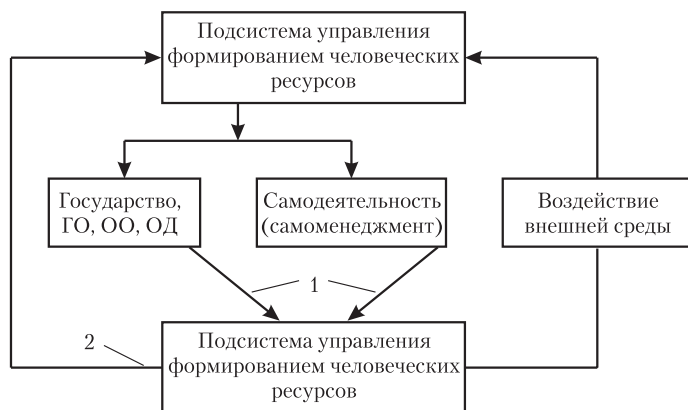 Подсистема управления
формированием человеческих
ресурсов
Государство,
ГО, ОО, ОД
Самодеятельность
(самоменеджмент)
Воздействие
внешней среды
1
2
Подсистема управления
формированием человеческих
ресурсов